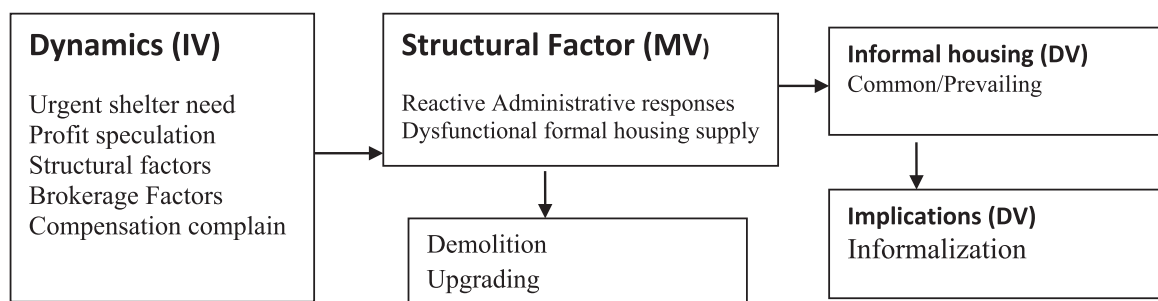 Dynamics (IV)
Urgent shelter need
Profit speculation
Structural factors
Brokerage Factors
Compensation complain
Structural Factor (MV)
Reactive Administrative responses
Dysfunctional formal housing supply
Demolition
Upgrading
Informal housing (DV)
Common/Prevailing
Implications (DV)
Informalization